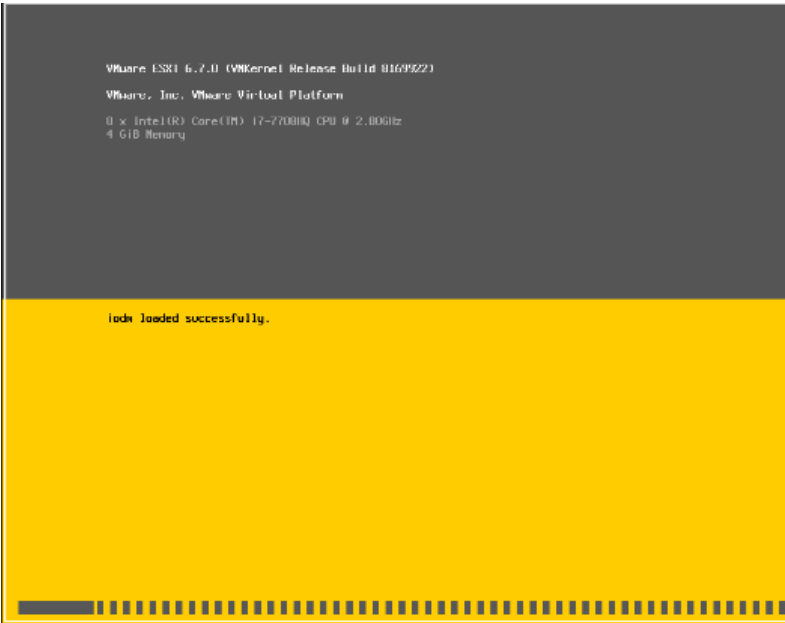 VMware ESXi 6.7.0 (VMKernel Release Build 8169922)
VMware, Inc. VMware Virtual Platform
x Intel(R) Core(TM) i7-7700HQ CPU @ 2.80GHz
4 GiB Memory
iodm loaded successfully.